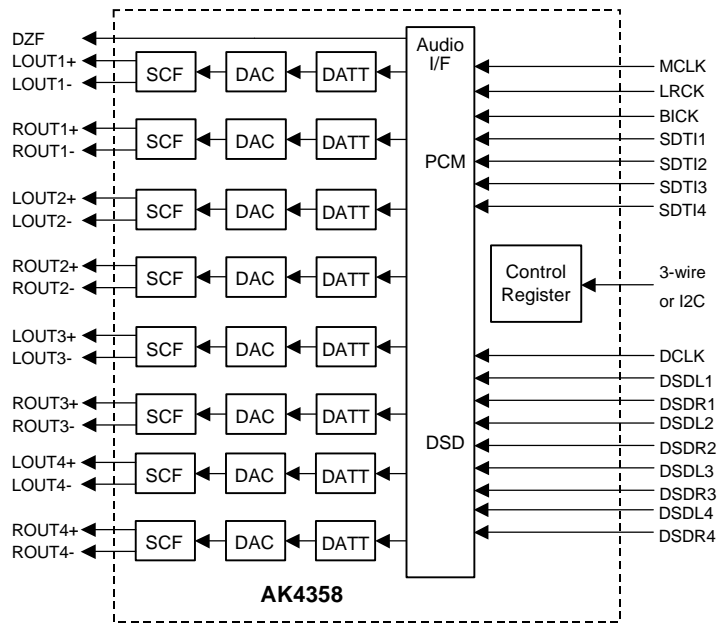 DZF
LOUT1+
LOUT1-
SCF
DAC
DATT
ROUT1+
ROUT1-
SCF
DAC
DATT
LOUT2+
LOUT2-
SCF
DAC
DATT
ROUT2+
ROUT2-
SCF
DAC
DATT
LOUT3+
LOUT3-
SCF
DAC
DATT
ROUT3+
ROUT3-
SCF
DAC
DATT
LOUT4+
LOUT4-
SCF
DAC
DATT
ROUT4+
ROUT4-
SCF
DAC
DATT
Audio
I/F
PCM
DSD
MCLK
LRCK
BICK
SDTI1
SDTI2
SDTI3
SDTI4
Control
Register
3-wire
or I2C
DCLK
DSDL1
DSDR1
DSDL2
DSDR2
DSDL3
DSDR3
DSDL4
DSDR4
AK4358